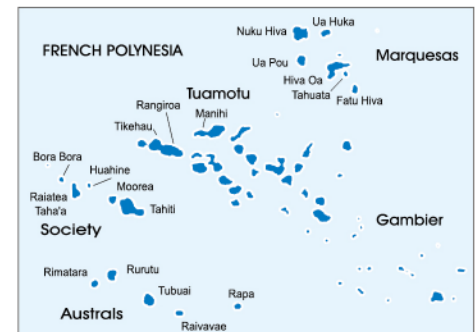 FRENCH POLYNESIA
Nuku Hiva
Ua Huka
Marquesas
Ua Pou
Hiva Oa
Tahuata
Fatu Hiva
Tuamotu
Rangiroa
Manihi
Tikehau
Bora Bora
Huahine
Raiatea
Taha'a
Moorea
Tahiti
Society
Gambier
Rimatara
Rurutu
Tubuai
Rapa
Raivavae
Australs